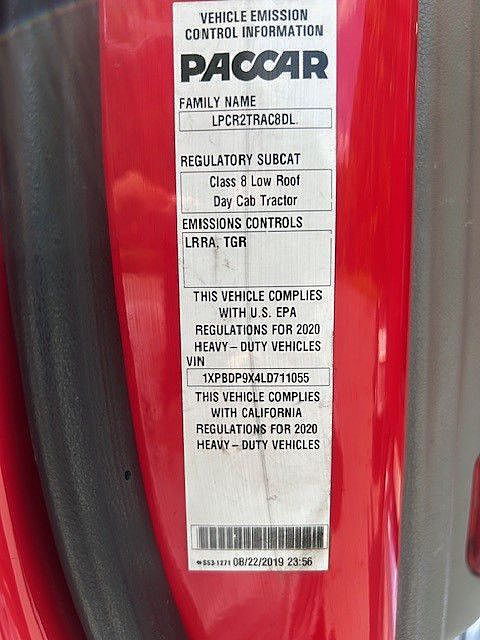 VEHICLE EMISSION
CONTROL INFORMATION
PACCAR
FAMILY NAME
LPCR2TRAC8DL
REGULATORY SUBCAT
Class 8 Low Roof
Day Cab Tractor
EMISSIONS CONTROLS
LRRA, TGR
THIS VEHICLE COMPLIES
WITH U.S. EPA
REGULATIONS FOR 2020
HEAVY–DUTY VEHICLES
VIN
1XPBDP9X4LD711055
THIS VEHICLE COMPLIES
WITH CALIFORNIA
REGULATIONS FOR 2020
HEAVY–DUTY VEHICLES
S53-1271 08/22/2019 23:56